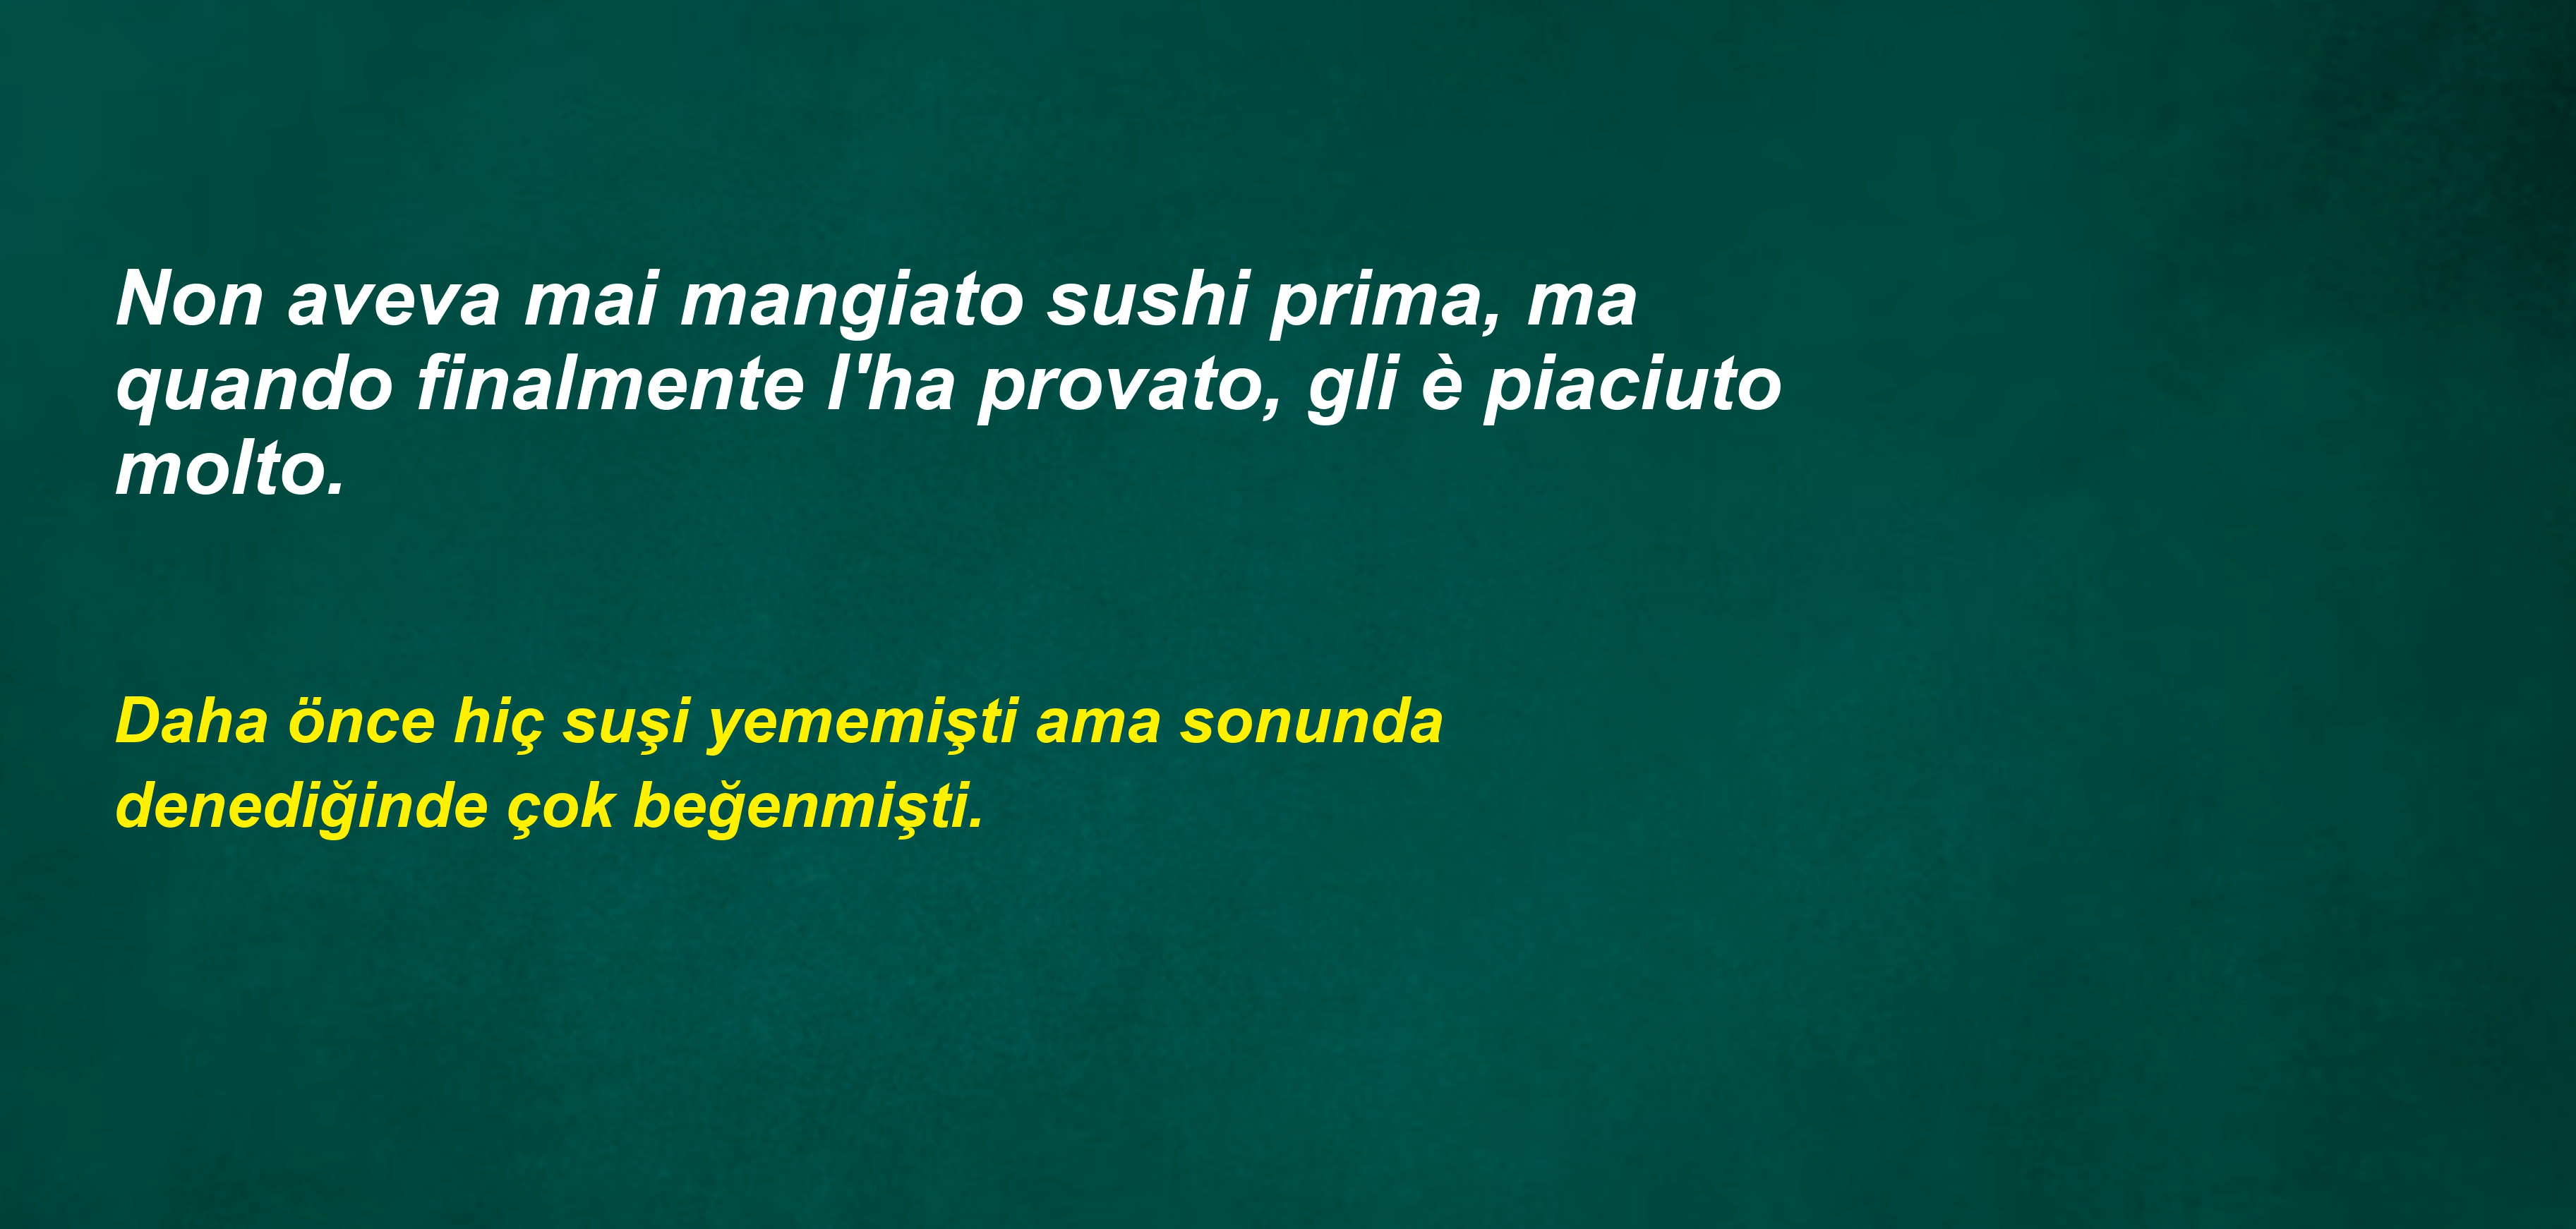 Non aveva mai mangiato sushi prima, ma
quando finalmente l'ha provato, gli è piaciuto
molto.
Daha önce hiç suşi yememişti ama sonunda
denediğinde çok beğenmişti.